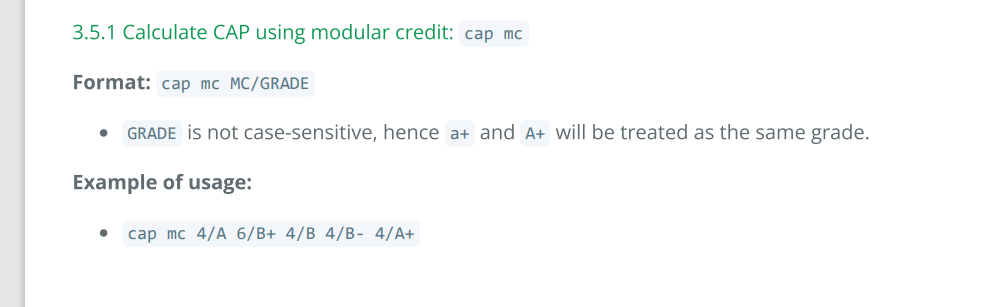 3.5.1 Calculate CAP using modular credit: cap mc
Format: cap mc MC/GRADE
• GRADE is not case-sensitive, hence a+ and A+ will be treated as the same grade.
Example of usage:
• cap mc 4/A 6/B+ 4/B 4/B- 4/A+